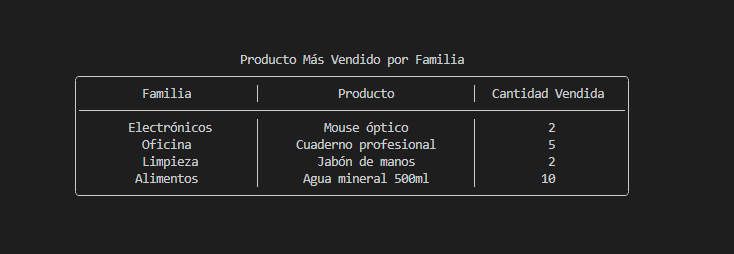 Producto Más Vendido por Familia
Familia Producto Cantidad Vendida
Electrónicos Mouse óptico 2
Oficina Cuaderno profesional 5
Limpieza Jabón de manos 2
Alimentos Agua mineral 500ml 10